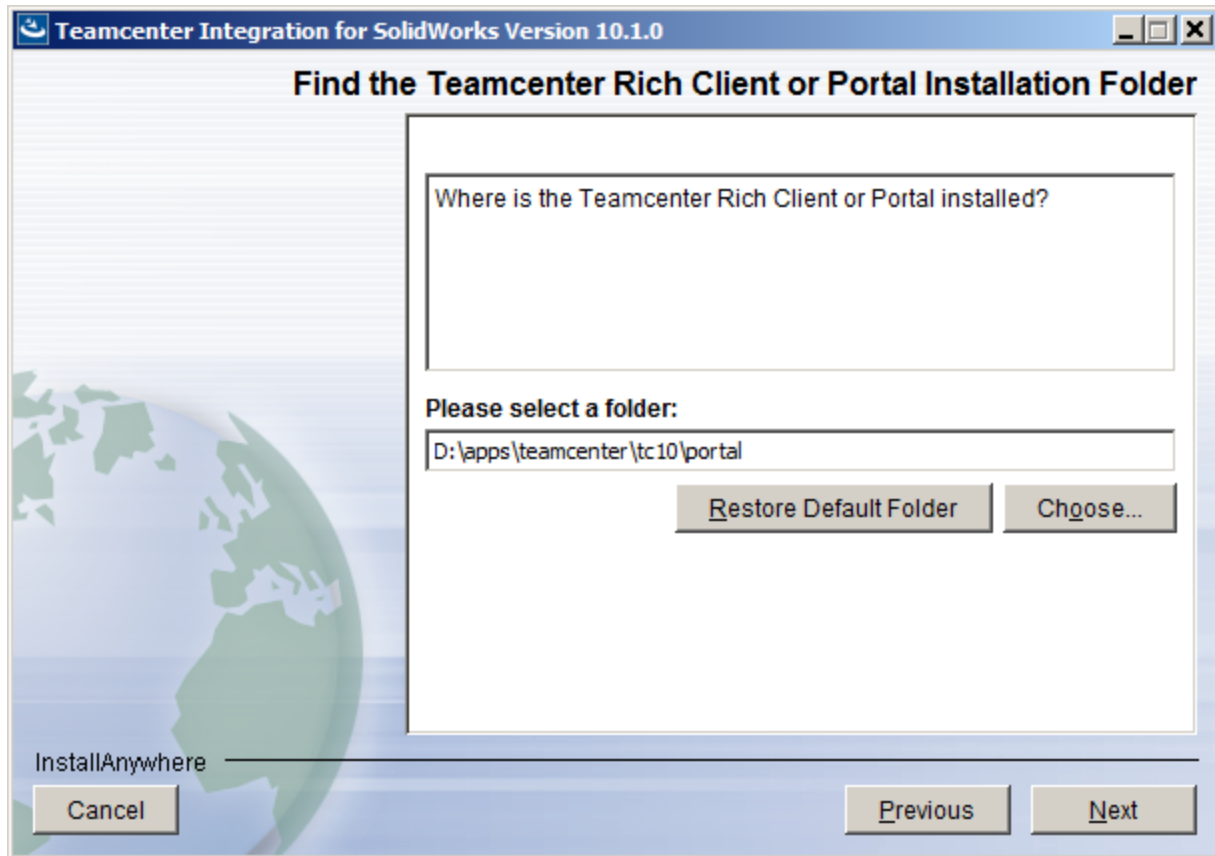 Teamcenter Integration for SolidWorks Version 10.1.0
Find the Teamcenter Rich Client or Portal Installation Folder
Where is the Teamcenter Rich Client or Portal installed?
Please select a folder:
D:\apps\teamcenter\tc10\portal
Restore Default Folder Choose...
InstallAnywhere
Cancel Previous Next